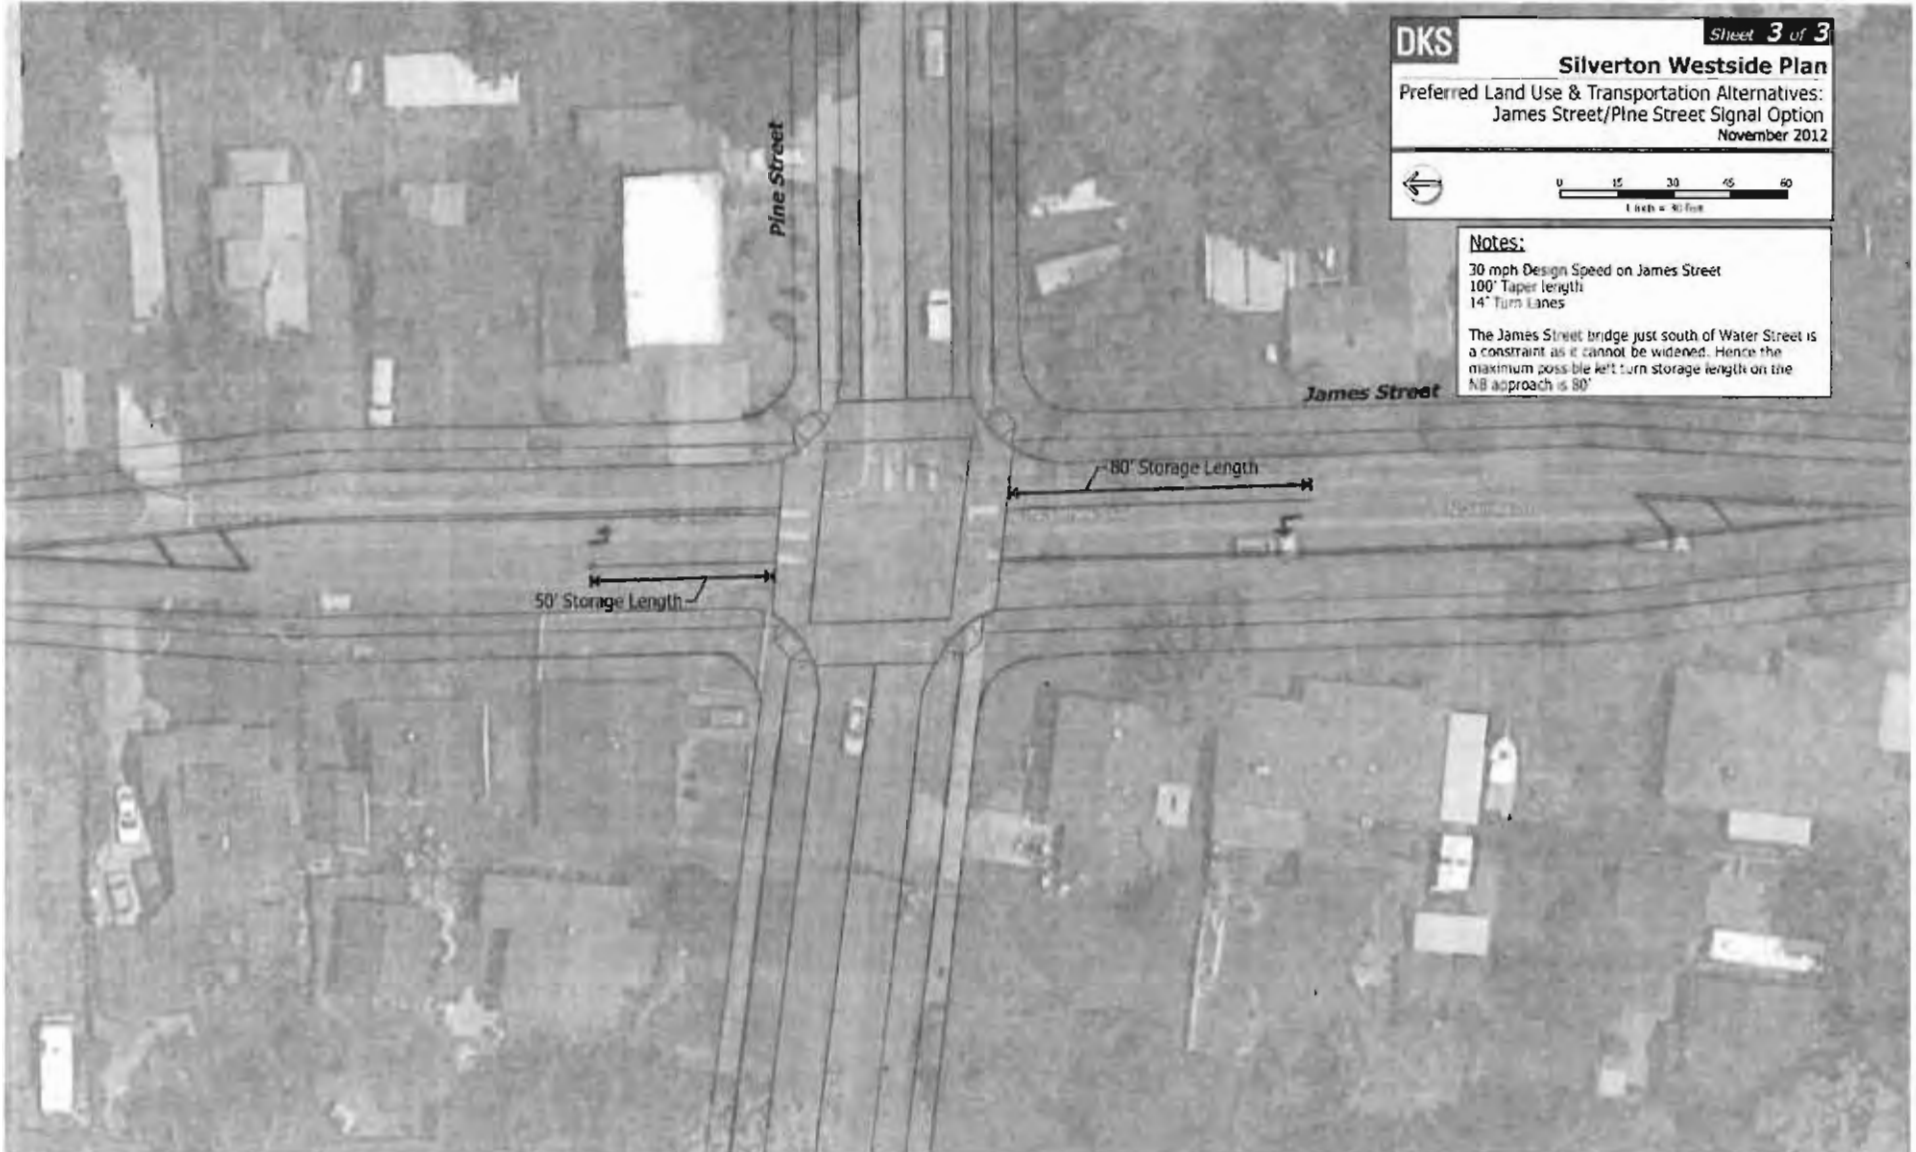 DKS
Sheet 3 of 3
Silverton Westside Plan
Preferred Land Use & Transportation Alternatives:
James Street/Pine Street Signal Option
November 2012
0 15 30 45 60
1 inch = 30 feet
Notes:
30 mph Design Speed on James Street
100' Taper length
14' Turn Lanes
The James Street bridge just south of Water Street is
a constraint as it cannot be widened. Hence the
maximum possible left turn storage length on the
NB approach is 80'
Pine Street
James Street
80' Storage Length
50' Storage Length